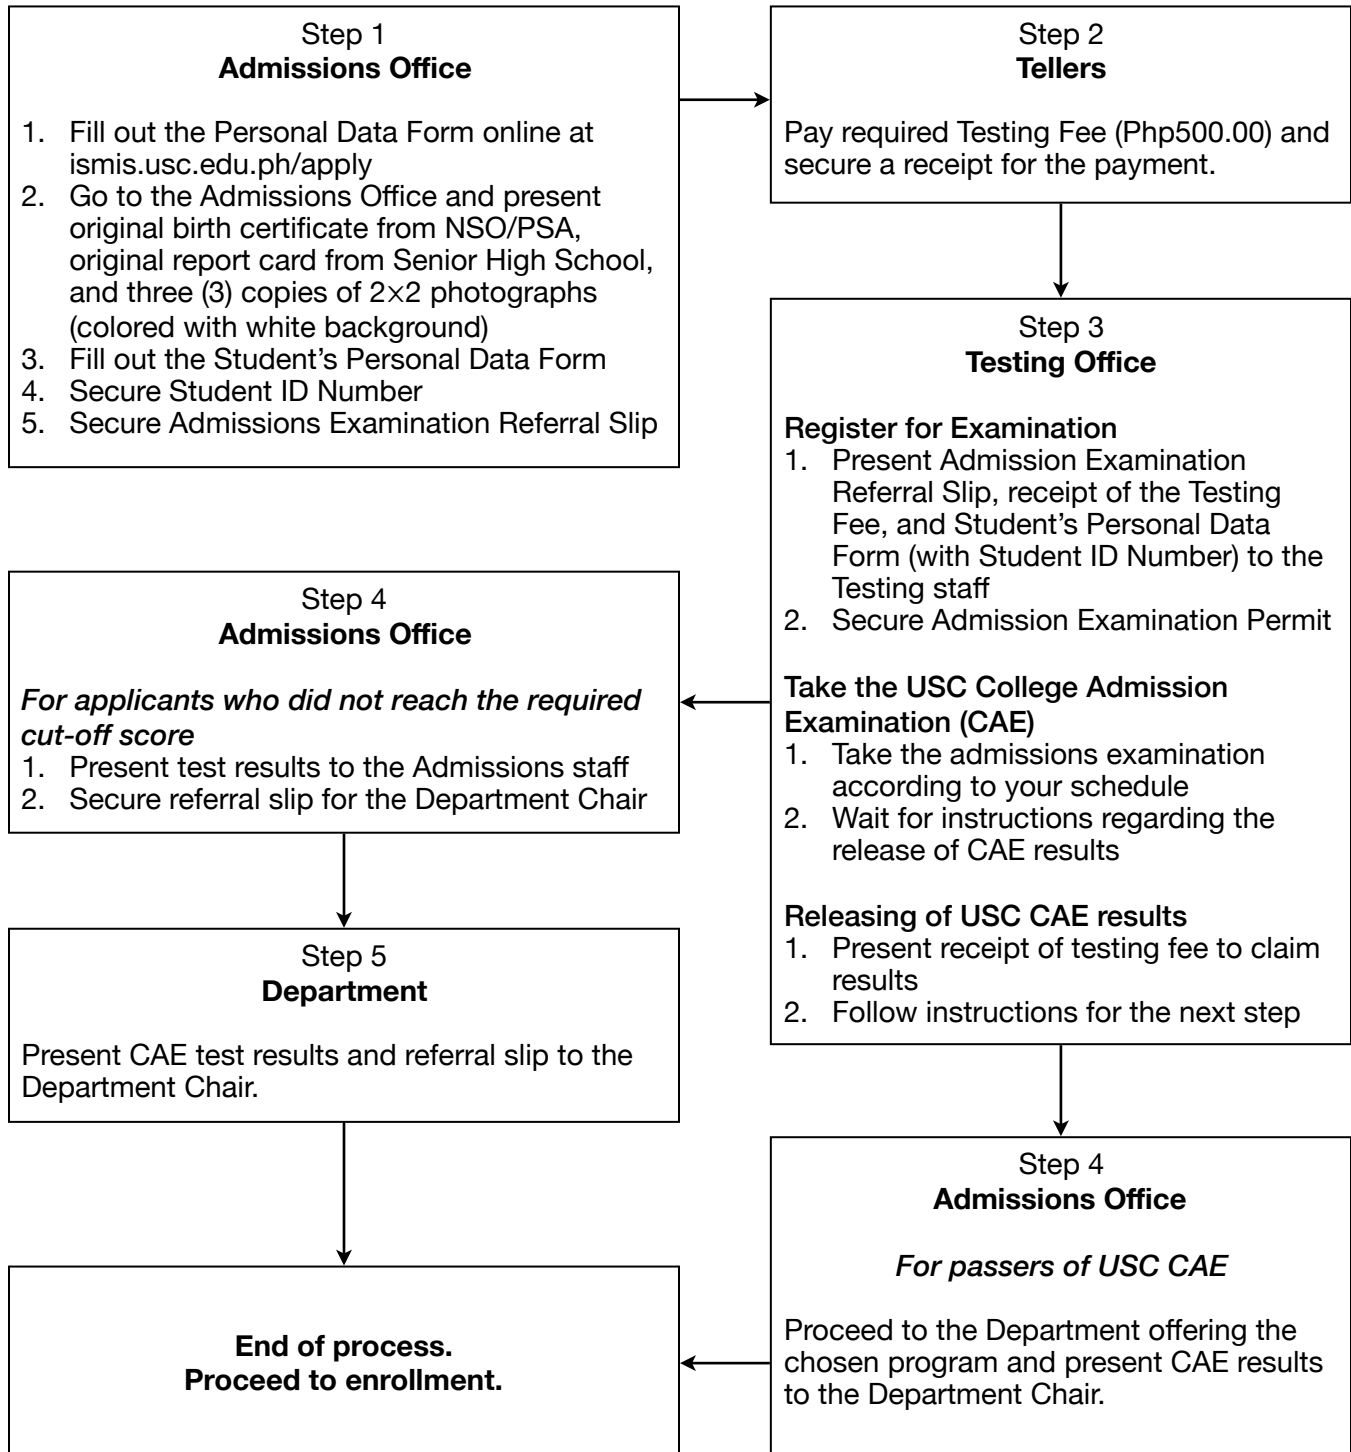 Step 1
Admissions Office
1. Fill out the Personal Data Form online at
ismis.usc.edu.ph/apply
2. Go to the Admissions Office and present
original birth certificate from NSO/PSA,
original report card from Senior High School,
and three (3) copies of 2×2 photographs
(colored with white background)
3. Fill out the Student’s Personal Data Form
4. Secure Student ID Number
5. Secure Admissions Examination Referral Slip
Step 2
Tellers
Pay required Testing Fee (Php500.00) and
secure a receipt for the payment.
Step 3
Testing Office
Register for Examination
1. Present Admission Examination
Referral Slip, receipt of the Testing
Fee, and Student’s Personal Data
Form (with Student ID Number) to the
Testing staff
2. Secure Admission Examination Permit
Take the USC College Admission
Examination (CAE)
1. Take the admissions examination
according to your schedule
2. Wait for instructions regarding the
release of CAE results
Releasing of USC CAE results
1. Present receipt of testing fee to claim
results
2. Follow instructions for the next step
Step 4
Admissions Office
For applicants who did not reach the required
cut-off score
1. Present test results to the Admissions staff
2. Secure referral slip for the Department Chair
Step 5
Department
Present CAE test results and referral slip to the
Department Chair.
Step 4
Admissions Office
For passers of USC CAE
Proceed to the Department offering the
chosen program and present CAE results
to the Department Chair.
End of process.
Proceed to enrollment.